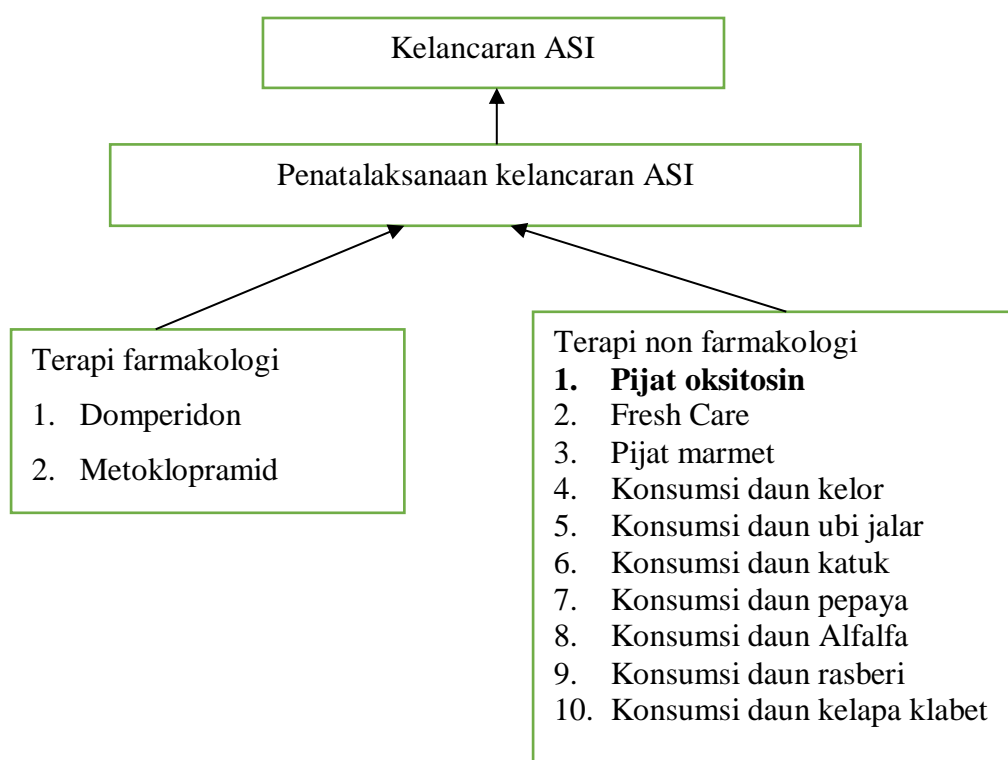 Kelancaran ASI
Penatalaksanaan kelancaran ASI
Terapi farmakologi
1. Domperidon
2. Metoklopramid
Terapi non farmakologi
1. Pijat oksitosin
2. Fresh Care
3. Pijat marmet
4. Konsumsi daun kelor
5. Konsumsi daun ubi jalar
6. Konsumsi daun katuk
7. Konsumsi daun pepaya
8. Konsumsi daun Alfalfa
9. Konsumsi daun rasberi
10. Konsumsi daun kelapa klabet